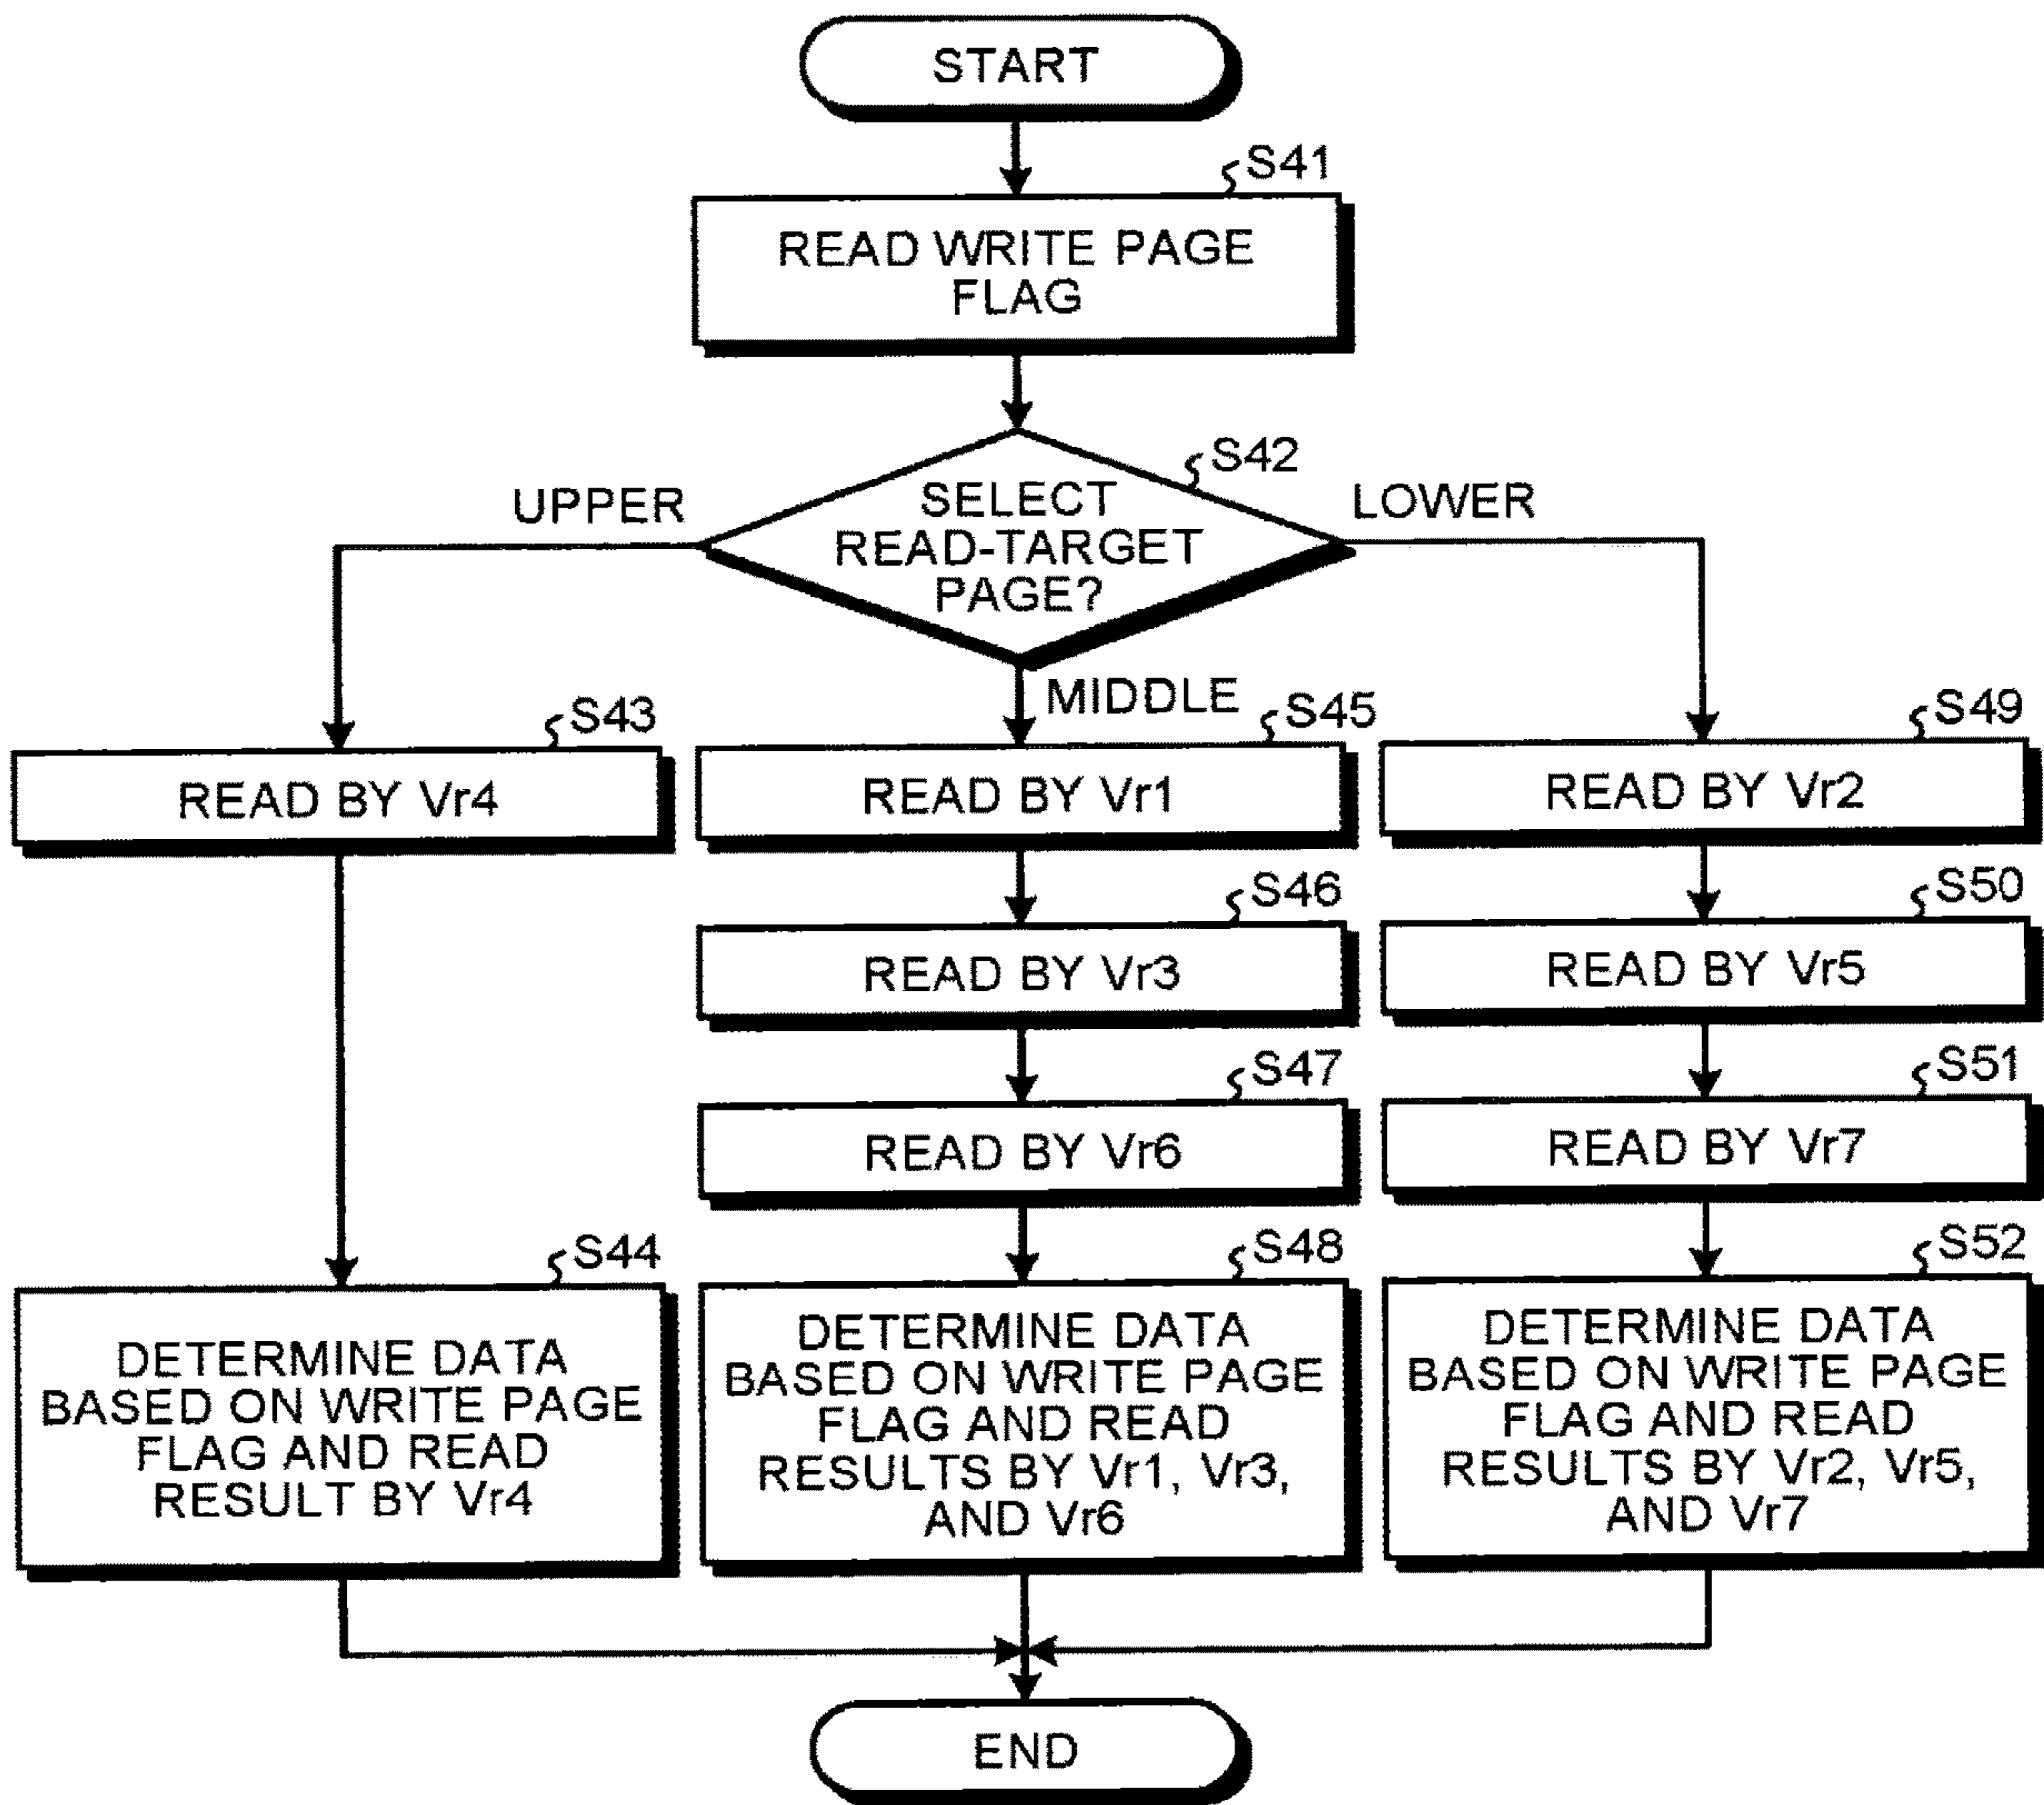 START
S41
READ WRITE PAGE
FLAG
S42
SELECT
READ-TARGET
PAGE?
UPPER
LOWER
MIDDLE
S43
READ BY Vr4
S44
DETERMINE DATA
BASED ON WRITE PAGE
FLAG AND READ
RESULT BY Vr4
S45
READ BY Vr1
S46
READ BY Vr3
S47
READ BY Vr6
S48
DETERMINE DATA
BASED ON WRITE PAGE
FLAG AND READ
RESULTS BY Vr1, Vr3,
AND Vr6
S49
READ BY Vr2
S50
READ BY Vr5
S51
READ BY Vr7
S52
DETERMINE DATA
BASED ON WRITE PAGE
FLAG AND READ
RESULTS BY Vr2, Vr5,
AND Vr7
END